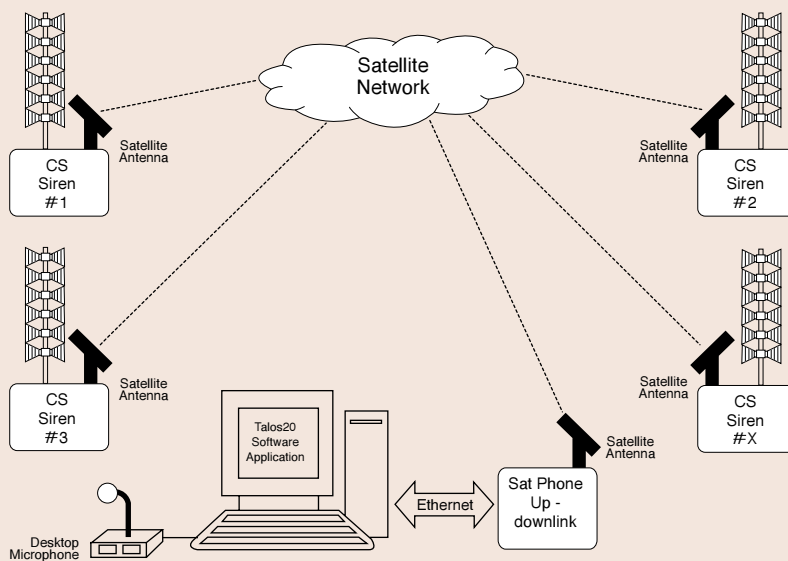 Satellite
Network
Satellite
Antenna
CS
Siren
#1
Satellite
Antenna
CS
Siren
#2
Satellite
Antenna
CS
Siren
#3
Satellite
Antenna
CS
Siren
#X
Talos20
Software
Application
Satellite
Antenna
Ethernet
Sat Phone
Up -
downlink
Desktop
Microphone